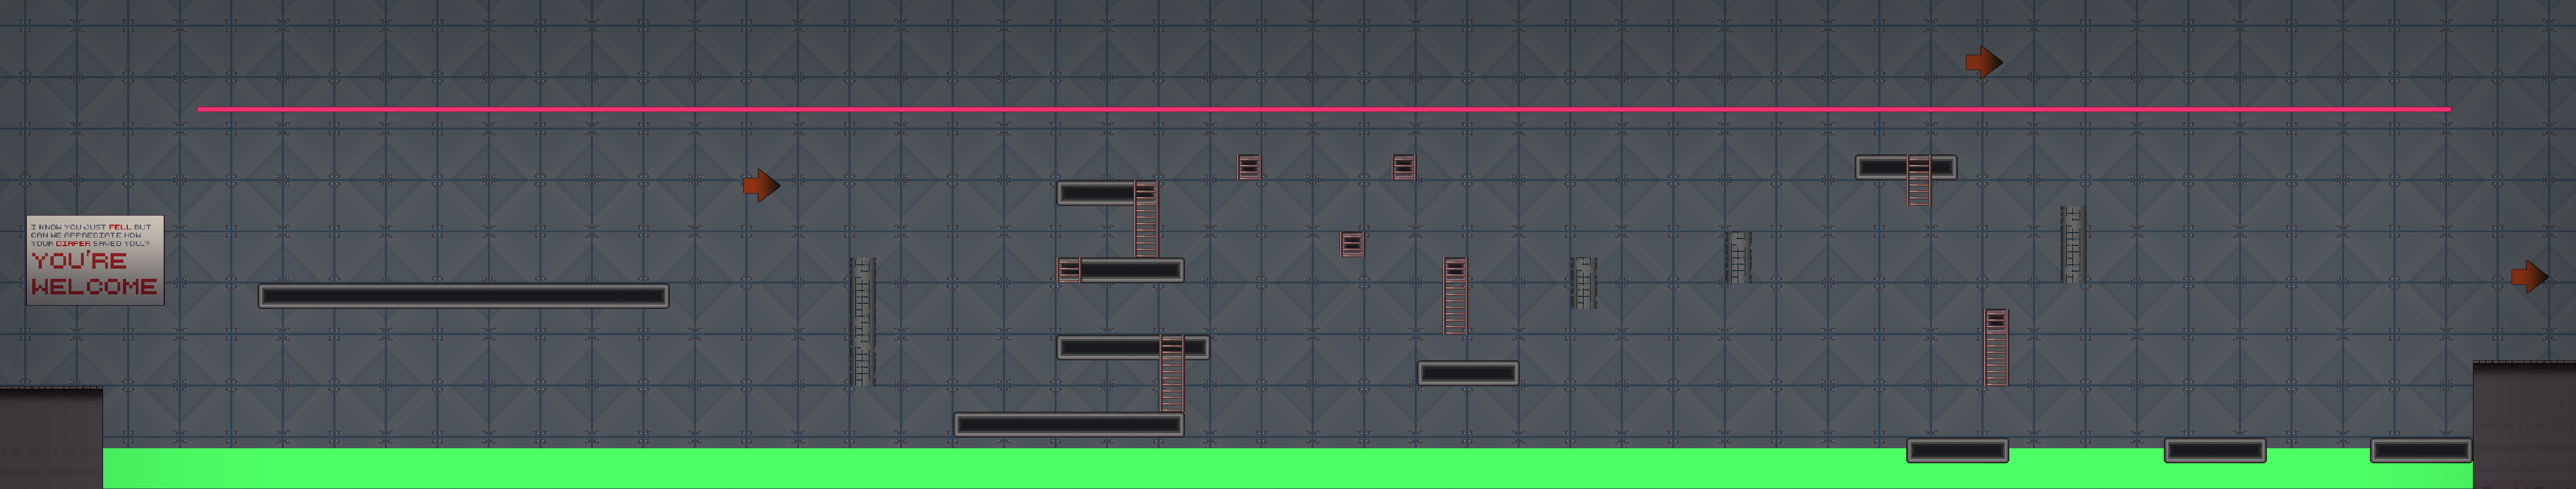 I KNOW YOU JUST FELL BUT
CAN WE APPRECIATE HOW
YOUR DIAPER SAVED YOU...?
YOU'RE
WELCOME